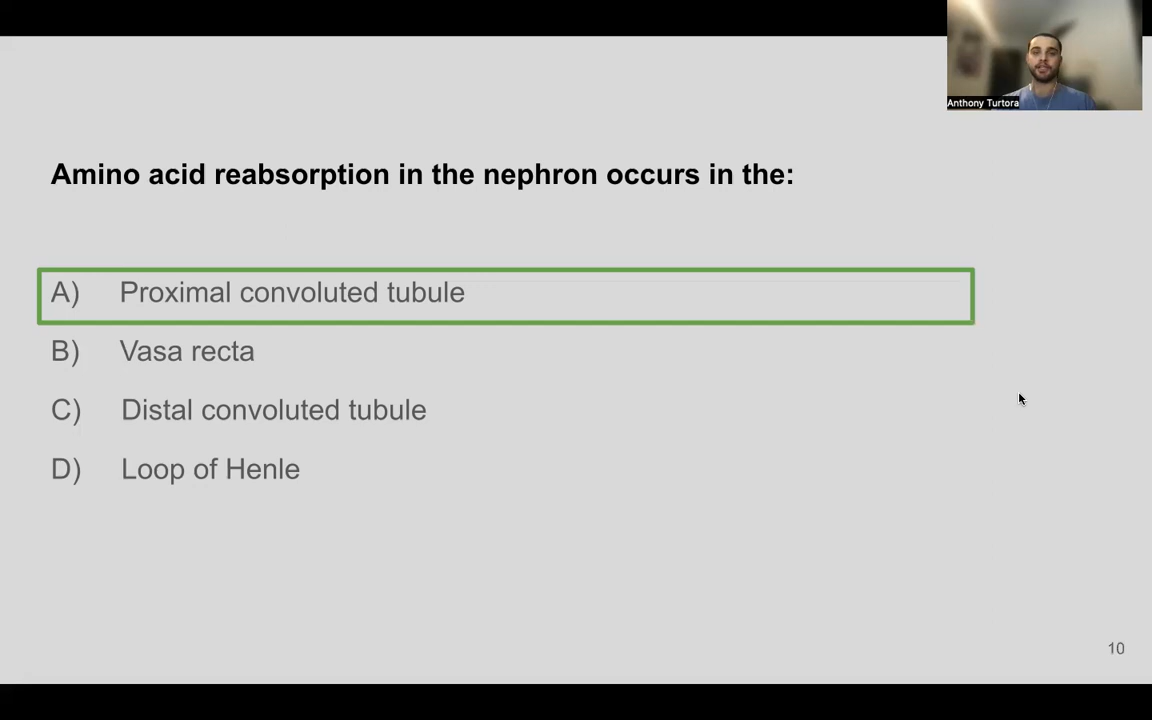 Anthony Turtora
Amino acid reabsorption in the nephron occurs in the:
A) Proximal convoluted tubule
B) Vasa recta
C) Distal convoluted tubule
D) Loop of Henle
10